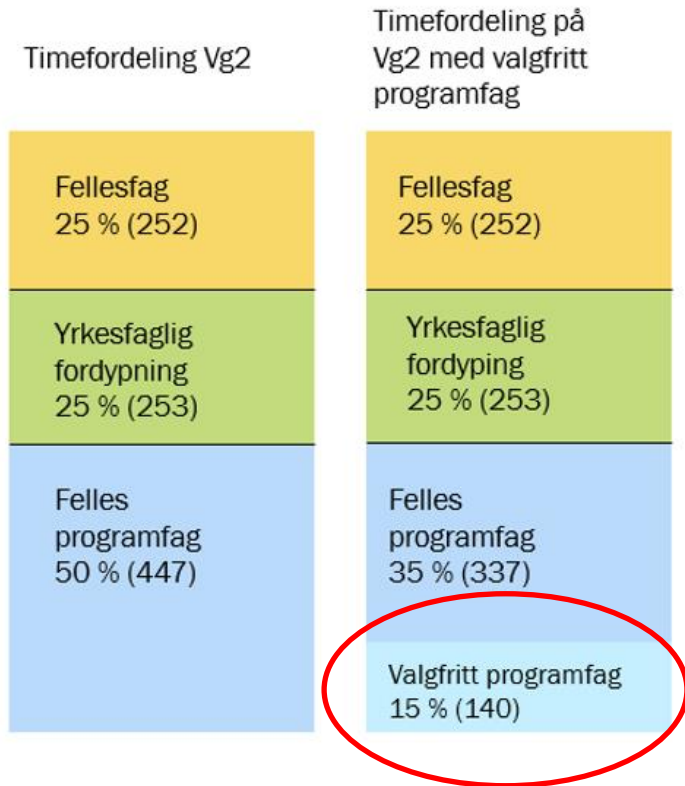 Timefordeling Vg2
Fellesfag
25 % (252)
Yrkesfaglig
fordypning
25 % (253)
Felles
programfag
50 % (447)
Timefordeling på
Vg2 med valgfritt
programfag
Fellesfag
25 % (252)
Yrkesfaglig
fordyping
25 % (253)
Felles
programfag
35 % (337)
Valgfritt programfag
15 % (140)